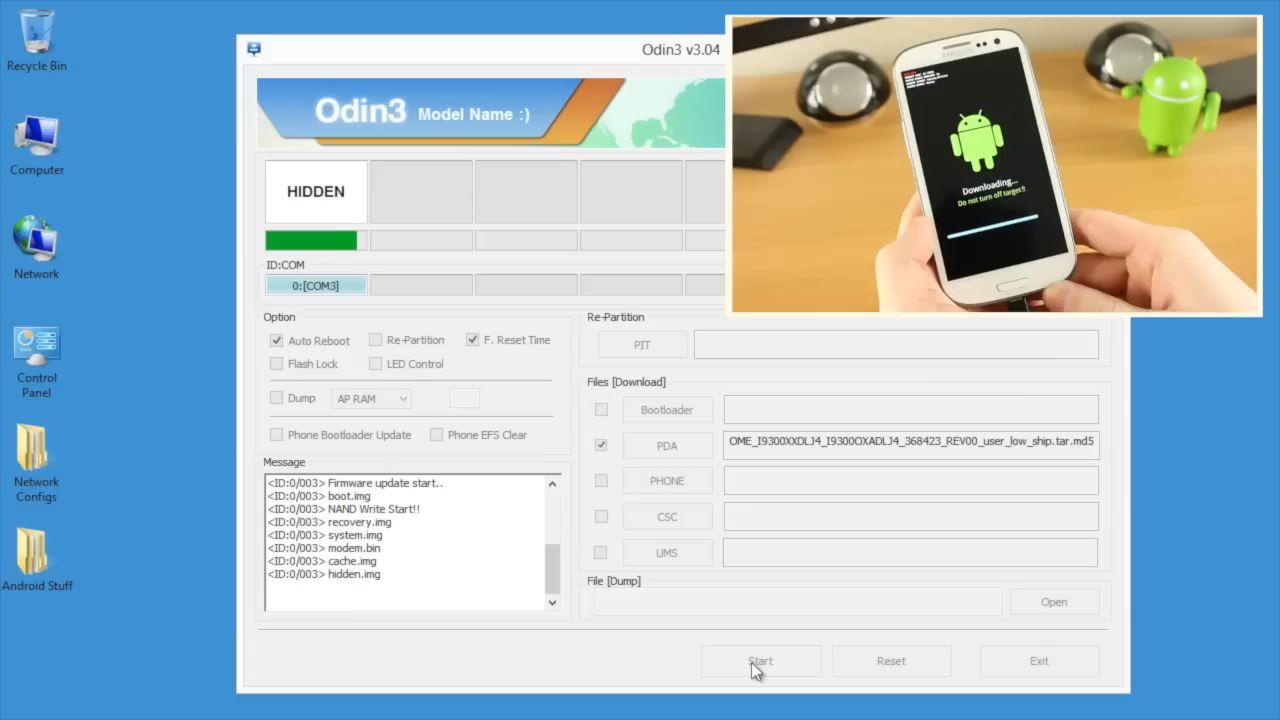 Recycle Bin
Computer
Network
Control
Panel
Network
Configs
Android Stuff
Odin3 v3.04
Odin3 Model Name :)
HIDDEN
ID:COM
0:[COM3]
Option
Auto Reboot
Re-Partition
F. Reset Time
Flash Lock
LED Control
Dump
AP RAM
Phone Bootloader Update
Phone EFS Clear
Message
<ID:0/003> Firmware update start..
<ID:0/003> boot.img
<ID:0/003> NAND Write Start!!
<ID:0/003> recovery.img
<ID:0/003> system.img
<ID:0/003> modem.bin
<ID:0/003> cache.img
<ID:0/003> hidden.img
Re-Partition
PIT
Files [Download]
Bootloader
PDA
OME_I9300XXDLJ4_I9300OXADLJ4_368423_REV00_user_low_ship.tar.md5
PHONE
CSC
UMS
File [Dump]
Open
Start
Reset
Exit
Downloading...
Do not turn off target!!